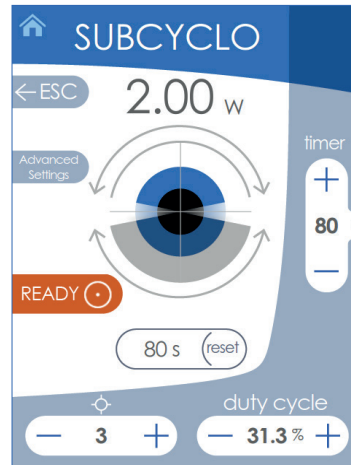 SUBCYCLO
← ESC
2.00 w
timer
Advanced
Settings
+
80
−
READY
80 s (reset
duty cycle
− 3 +
− 31.3 % +